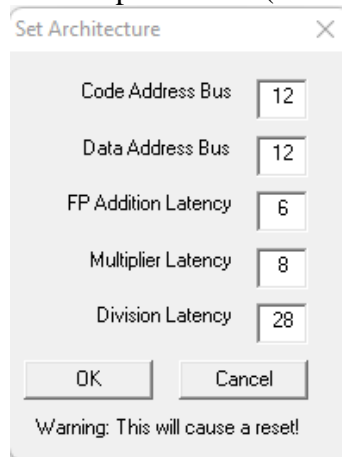 Set Architecture
Code Address Bus 12
Data Address Bus 12
FP Addition Latency 6
Multiplier Latency 8
Division Latency 28
OK Cancel
Warning: This will cause a reset!